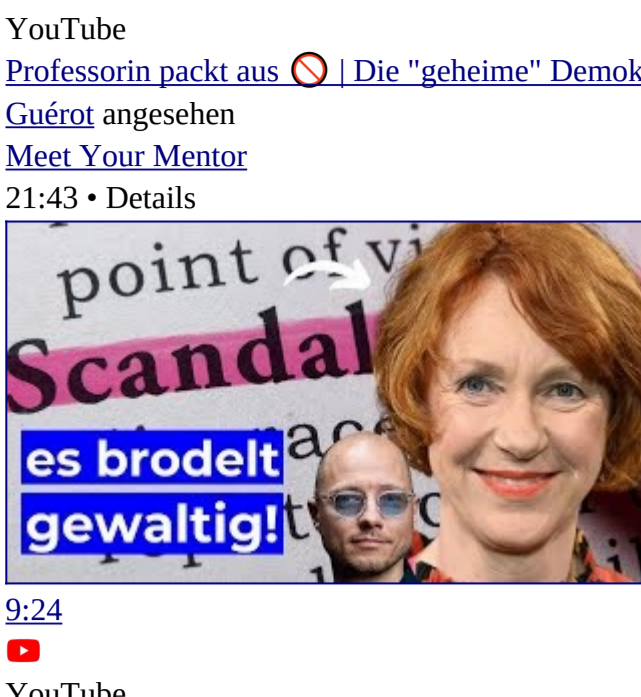 YouTube
Professorin packt aus 🚫 | Die "geheime" Demok
Guérot angesehen
Meet Your Mentor
21:43 • Details
point of vi
Scandal
es brodelt
gewaltig!
9:24
YouTube